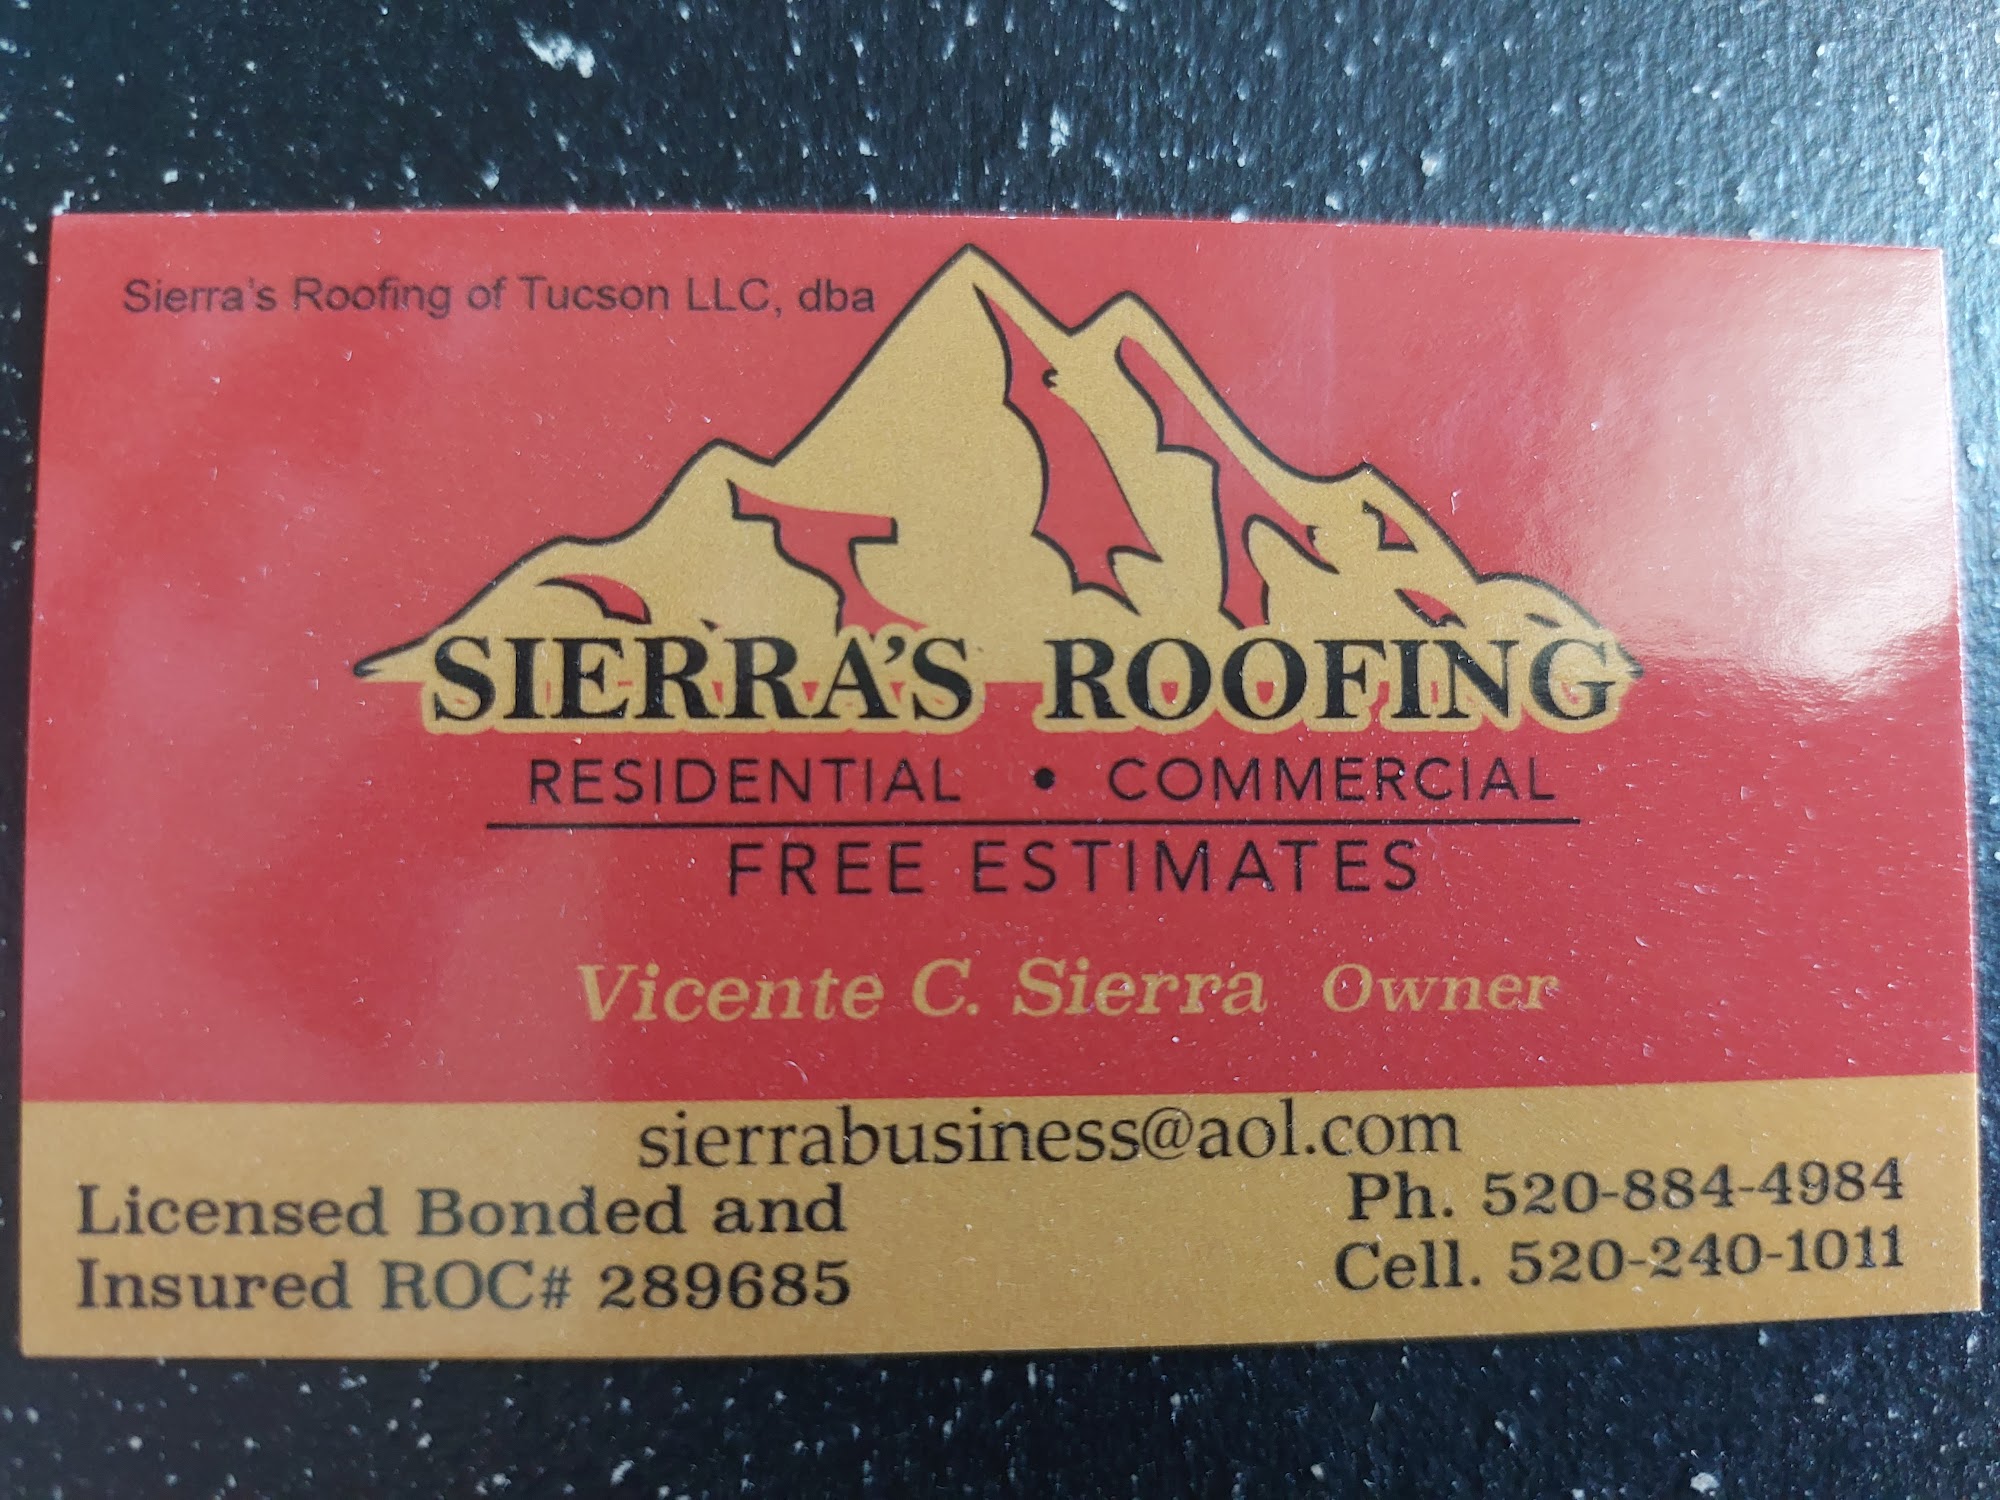 Sierra's Roofing of Tucson LLC, dba
SIERRA'S ROOFING
RESIDENTIAL • COMMERCIAL
FREE ESTIMATES
Vicente C. Sierra Owner
sierrabusiness@aol.com
Licensed Bonded and
Insured ROC# 289685
Ph. 520-884-4984
Cell. 520-240-1011